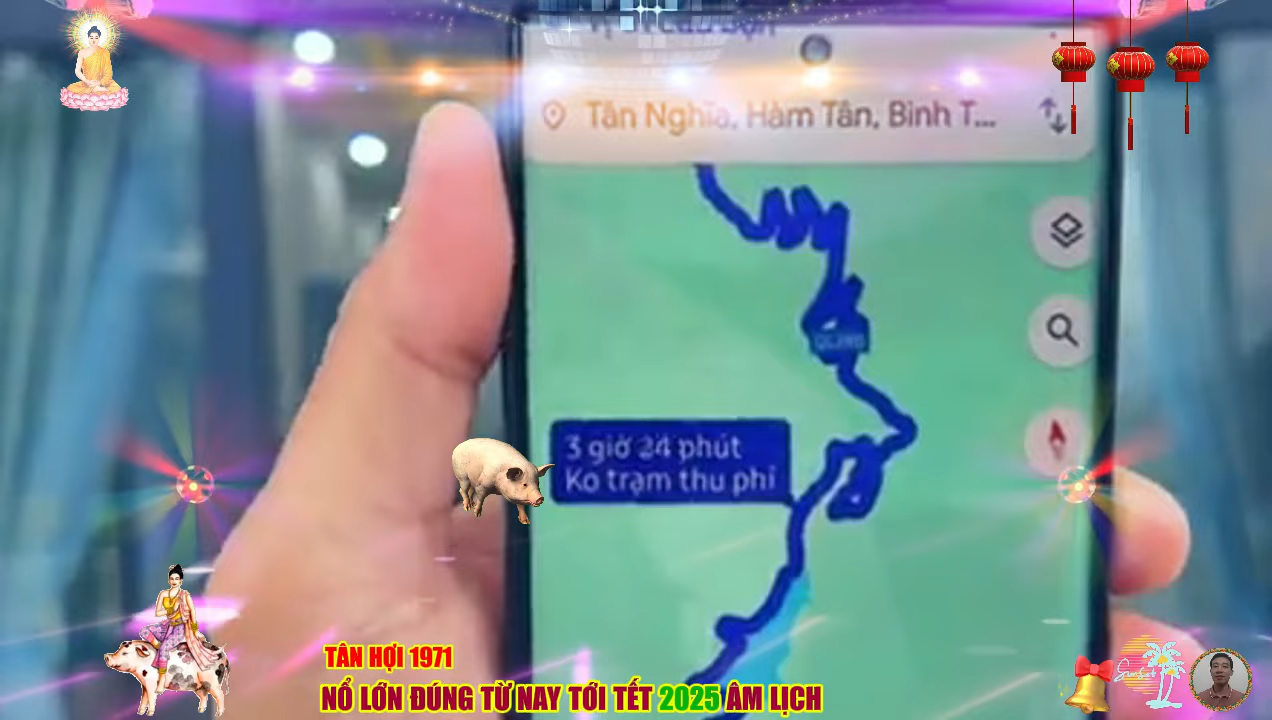 Tân Nghĩa, Hàm Tân, Bình T...
3 giờ 24 phút
Ko trạm thu phí
TÂN HỢI 1971
NỔ LỚN ĐÚNG TỪ NAY TỚI TẾT 2025 ÂM LỊCH
Sunset